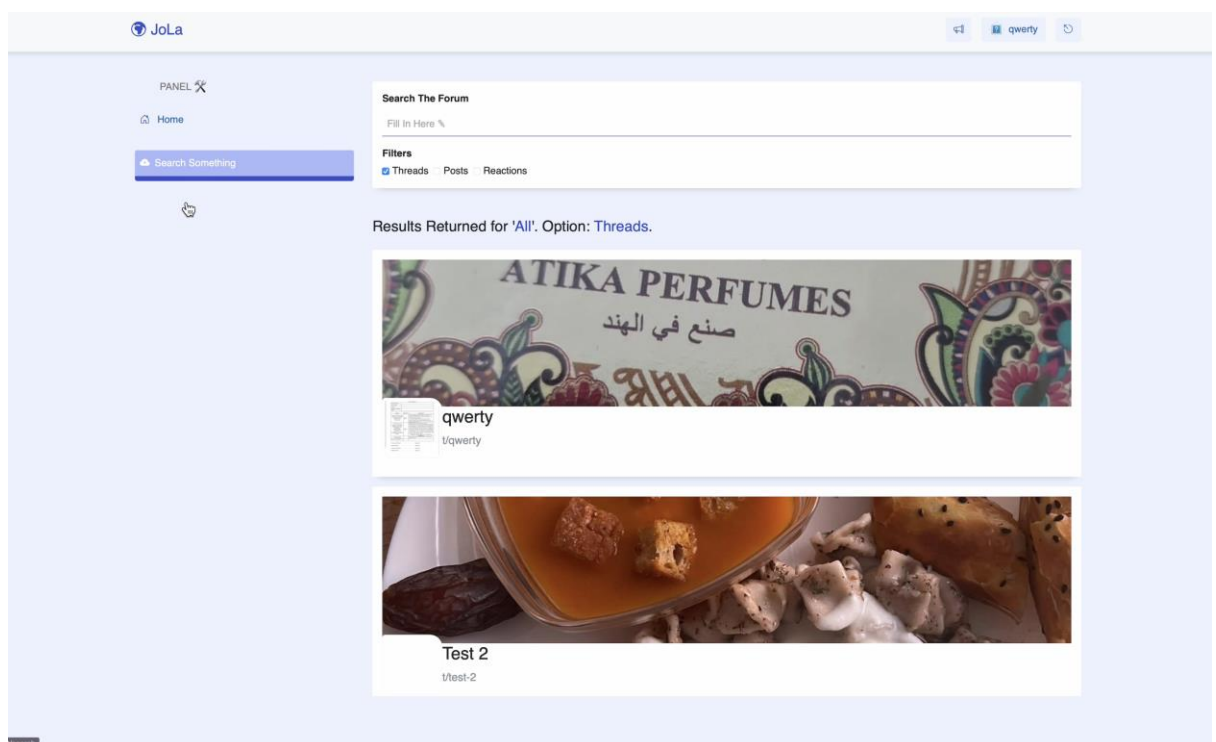 JoLa
qwerty
PANEL
Home
Search Something
Search The Forum
Fill In Here
Filters
Threads Posts Reactions
Results Returned for 'All'. Option: Threads.
ATIKA PERFUMES
صنع في الهند
qwerty
t/qwerty
Test 2
t/test-2